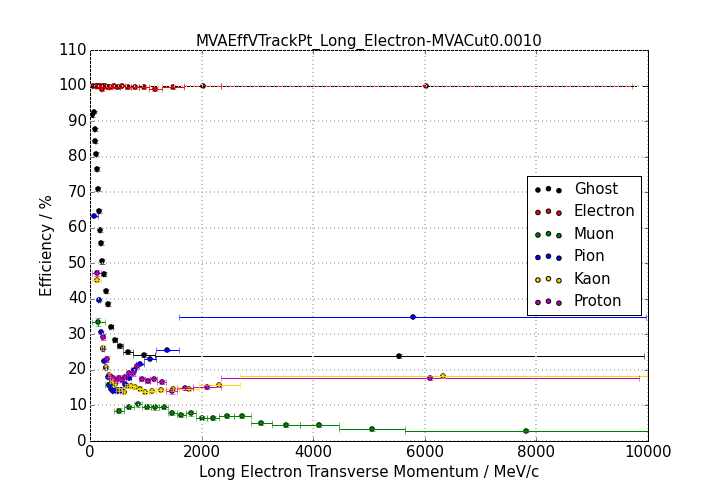 MVAEffVTrackPt_Long_Electron-MVACut0.0010
110
100
90
80
70
60
50
40
30
20
10
0
Efficiency / %
Ghost
Electron
Muon
Pion
Kaon
Proton
0 2000 4000 6000 8000 10000
Long Electron Transverse Momentum / MeV/c